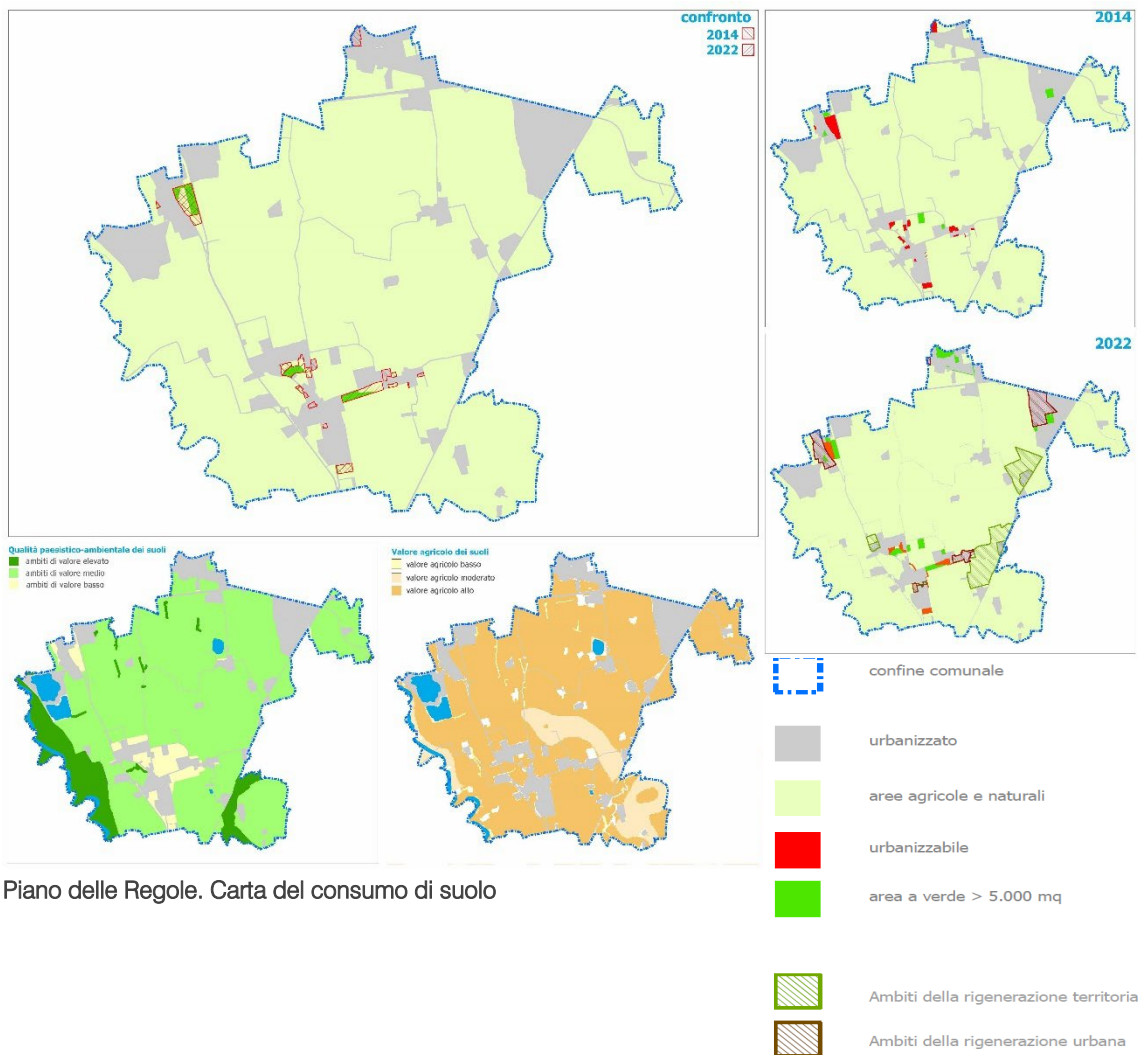 confronto
2014
2022
2014
2022
Qualità paesistico-ambientale dei suoli
ambiti di valore elevato
ambiti di valore medio
ambiti di valore basso
Valore agricolo dei suoli
valore agricolo basso
valore agricolo moderato
valore agricolo alto
Piano delle Regole. Carta del consumo di suolo
confine comunale
urbanizzato
aree agricole e naturali
urbanizzabile
area a verde > 5.000 mq
Ambiti della rigenerazione territoria
Ambiti della rigenerazione urbana